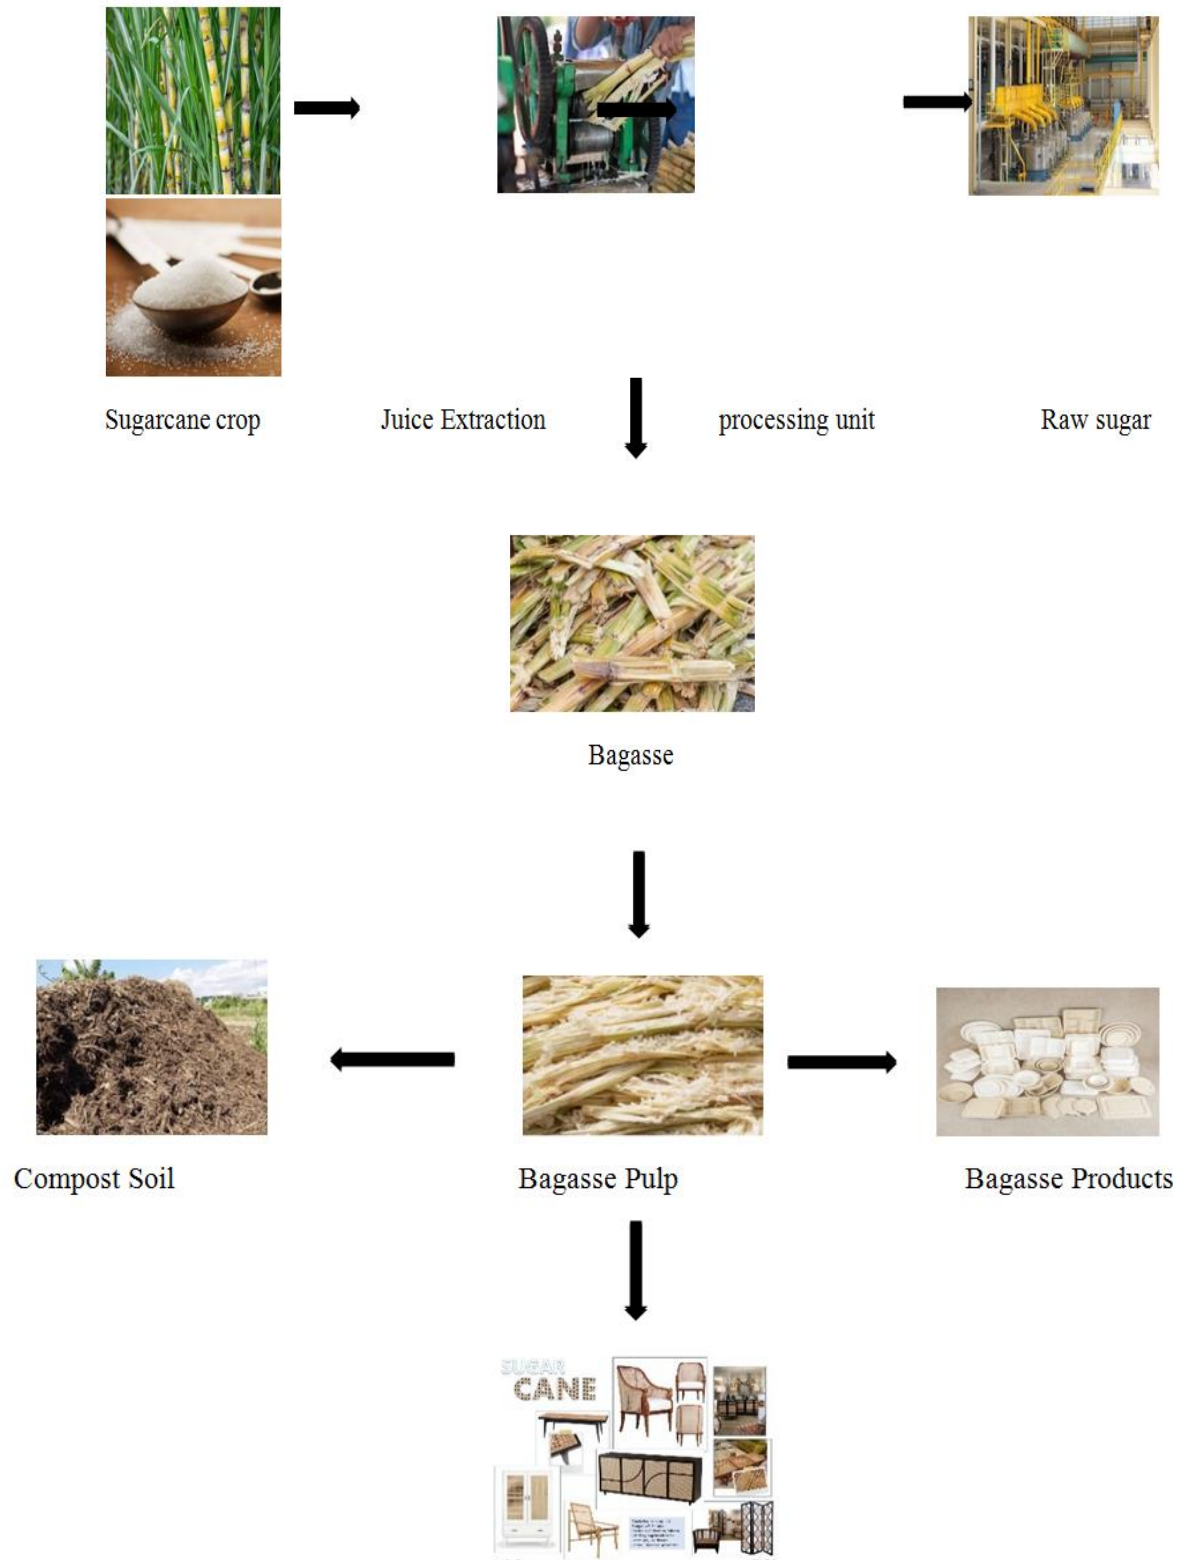 Sugarcane crop Juice Extraction processing unit Raw sugar
Bagasse
Compost Soil Bagasse Pulp Bagasse Products
SUGAR
CANE